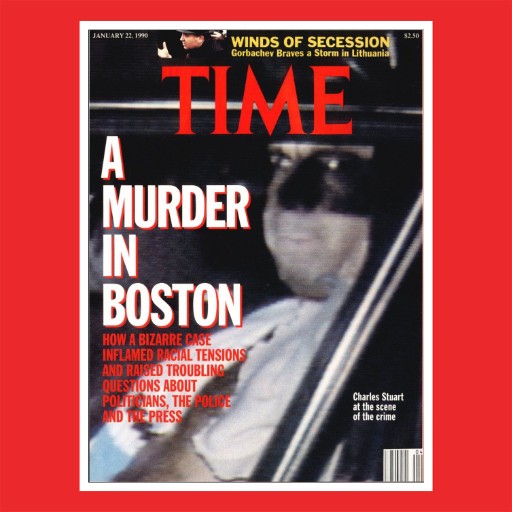 JANUARY 22, 1990
WINDS OF SECESSION
$2.50
Gorbachev Braves a Storm in Lithuania
TIME
A
MURDER
IN
BOSTON
HOW A BIZARRE CASE
INFLAMED RACIAL TENSIONS
AND RAISED TROUBLING
QUESTIONS ABOUT
POLITICIANS, THE POLICE
AND THE PRESS
Charles Stuart
at the scene
of the crime